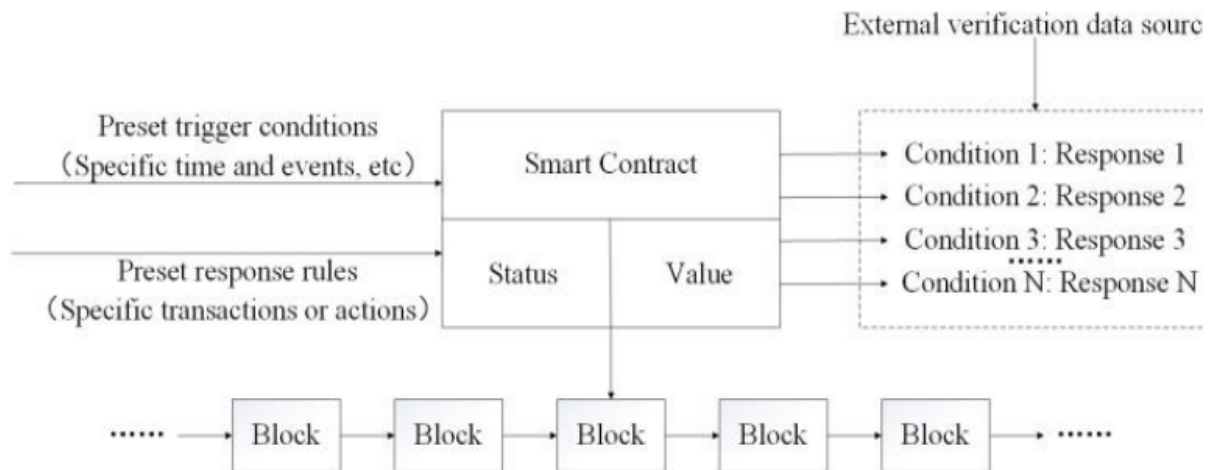 External verification data sourc
Preset trigger conditions
（Specific time and events, etc）
Smart Contract
Condition 1: Response 1
Condition 2: Response 2
Condition 3: Response 3
......
Condition N: Response N
Preset response rules
（Specific transactions or actions）
Status
Value
......
Block
Block
Block
Block
Block
......